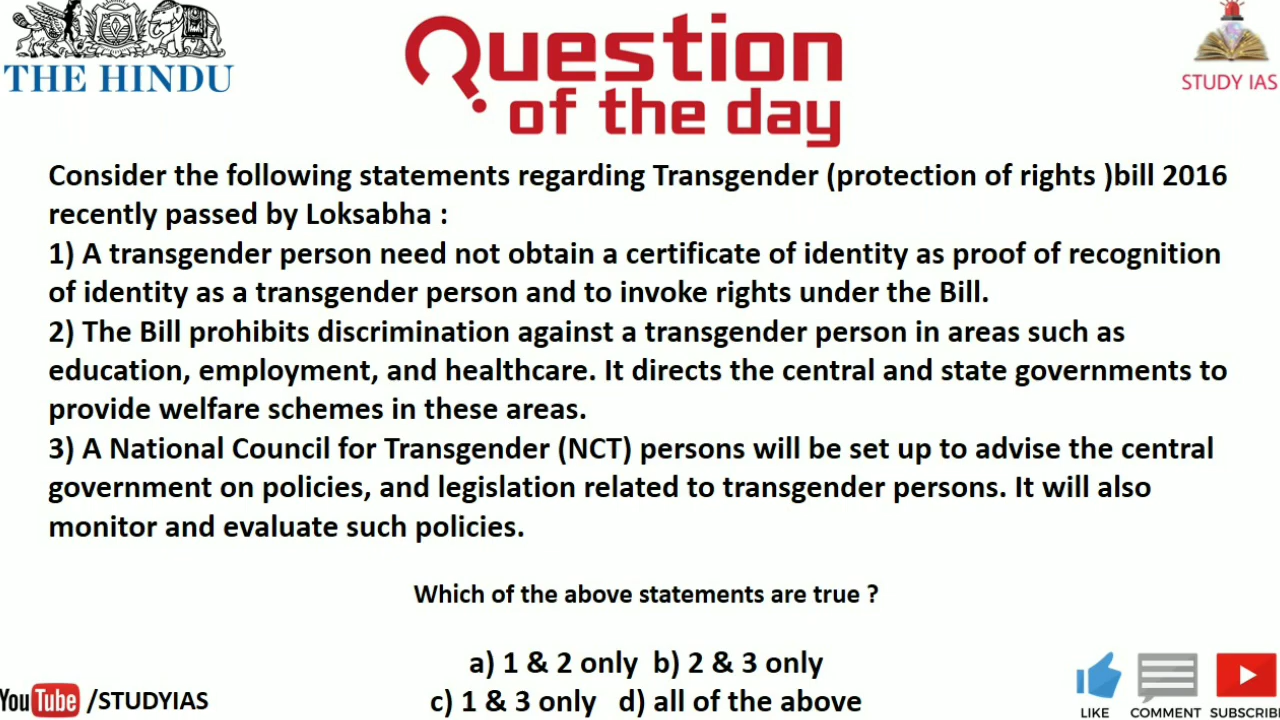 THE HINDU
Question
of the day
STUDY IAS
Consider the following statements regarding Transgender (protection of rights )bill 2016
recently passed by Loksabha :
1) A transgender person need not obtain a certificate of identity as proof of recognition
of identity as a transgender person and to invoke rights under the Bill.
2) The Bill prohibits discrimination against a transgender person in areas such as
education, employment, and healthcare. It directs the central and state governments to
provide welfare schemes in these areas.
3) A National Council for Transgender (NCT) persons will be set up to advise the central
government on policies, and legislation related to transgender persons. It will also
monitor and evaluate such policies.
Which of the above statements are true ?
a) 1 & 2 only b) 2 & 3 only
c) 1 & 3 only d) all of the above
YouTube /STUDYIAS
LIKE COMMENT SUBSCRIBE